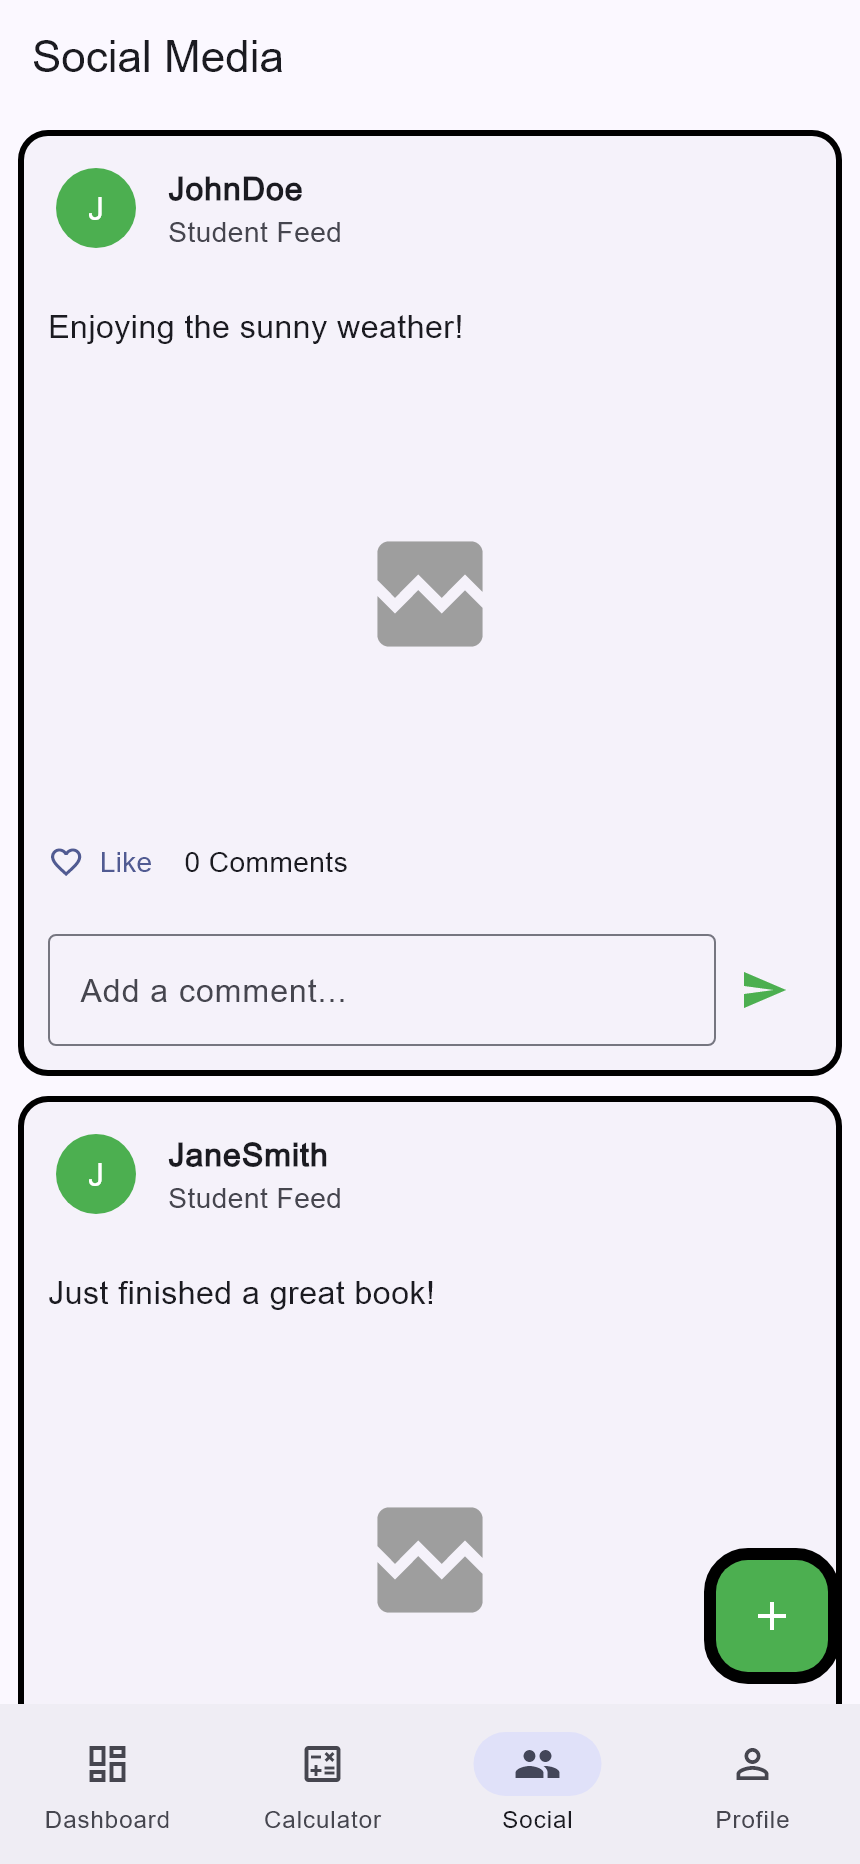 Social Media
J
JohnDoe
Student Feed
Enjoying the sunny weather!
Like 0 Comments
Add a comment...
J
JaneSmith
Student Feed
Just finished a great book!
Dashboard Calculator Social Profile